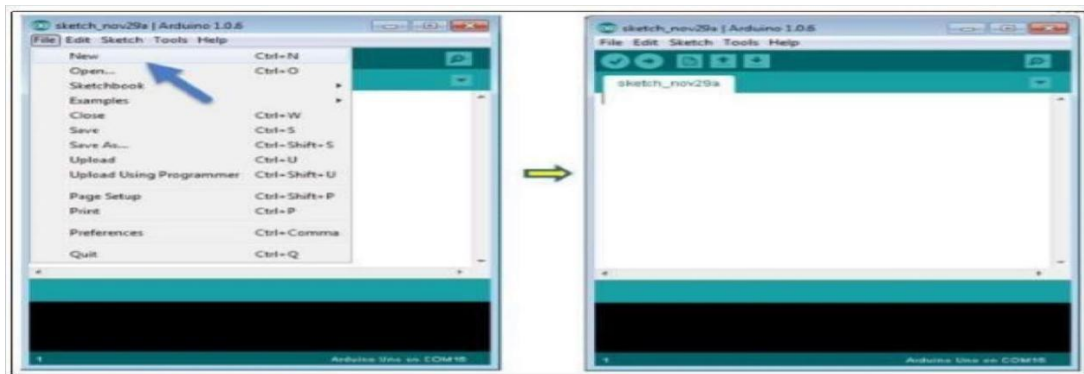 sketch_nov29a | Arduino 1.0.6
File Edit Sketch Tools Help
New Ctrl+N
Open... Ctrl+O
Sketchbook
Examples
Close Ctrl+W
Save Ctrl+S
Save As... Ctrl+Shift+S
Upload Ctrl+U
Upload Using Programmer Ctrl+Shift+U
Page Setup Ctrl+Shift+P
Print Ctrl+P
Preferences Ctrl+Comma
Quit Ctrl+Q
1 Arduino Uno on COM16
sketch_nov29a | Arduino 1.0.6
File Edit Sketch Tools Help
sketch_nov29a
1 Arduino Uno on COM16